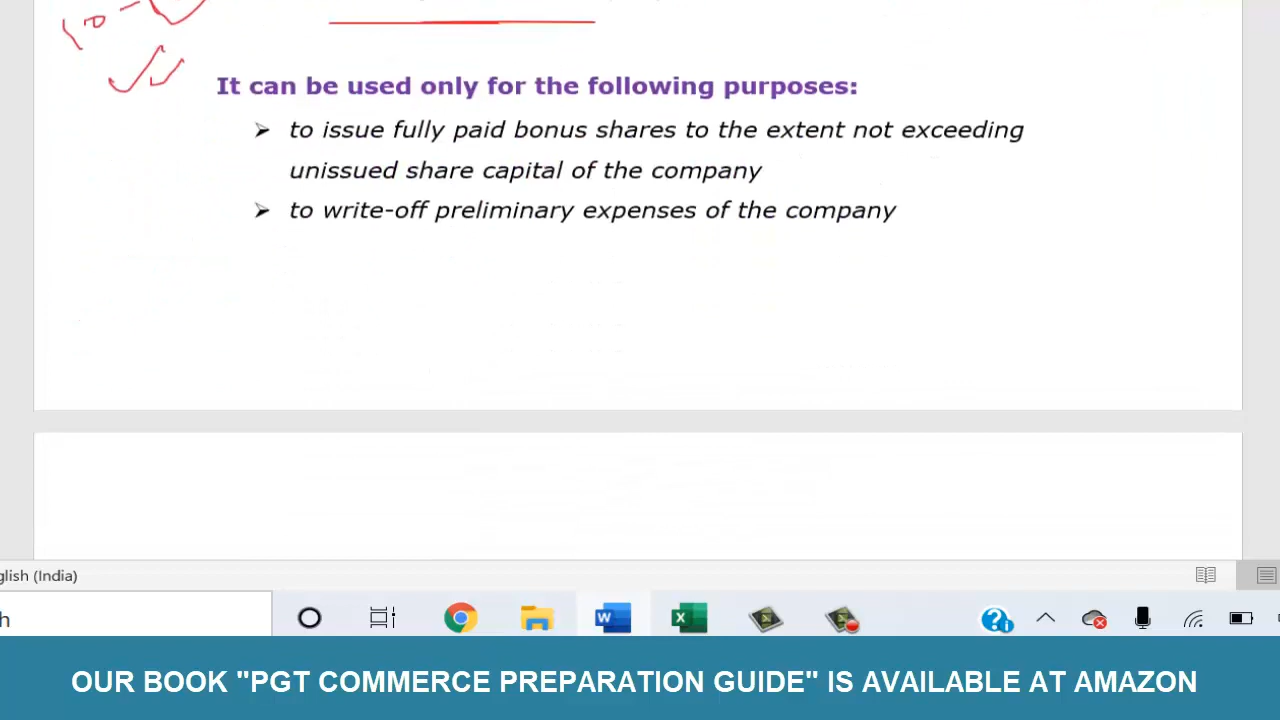 10
It can be used only for the following purposes:
➢ to issue fully paid bonus shares to the extent not exceeding
unissued share capital of the company
➢ to write-off preliminary expenses of the company
glish (India)
h
OUR BOOK "PGT COMMERCE PREPARATION GUIDE" IS AVAILABLE AT AMAZON